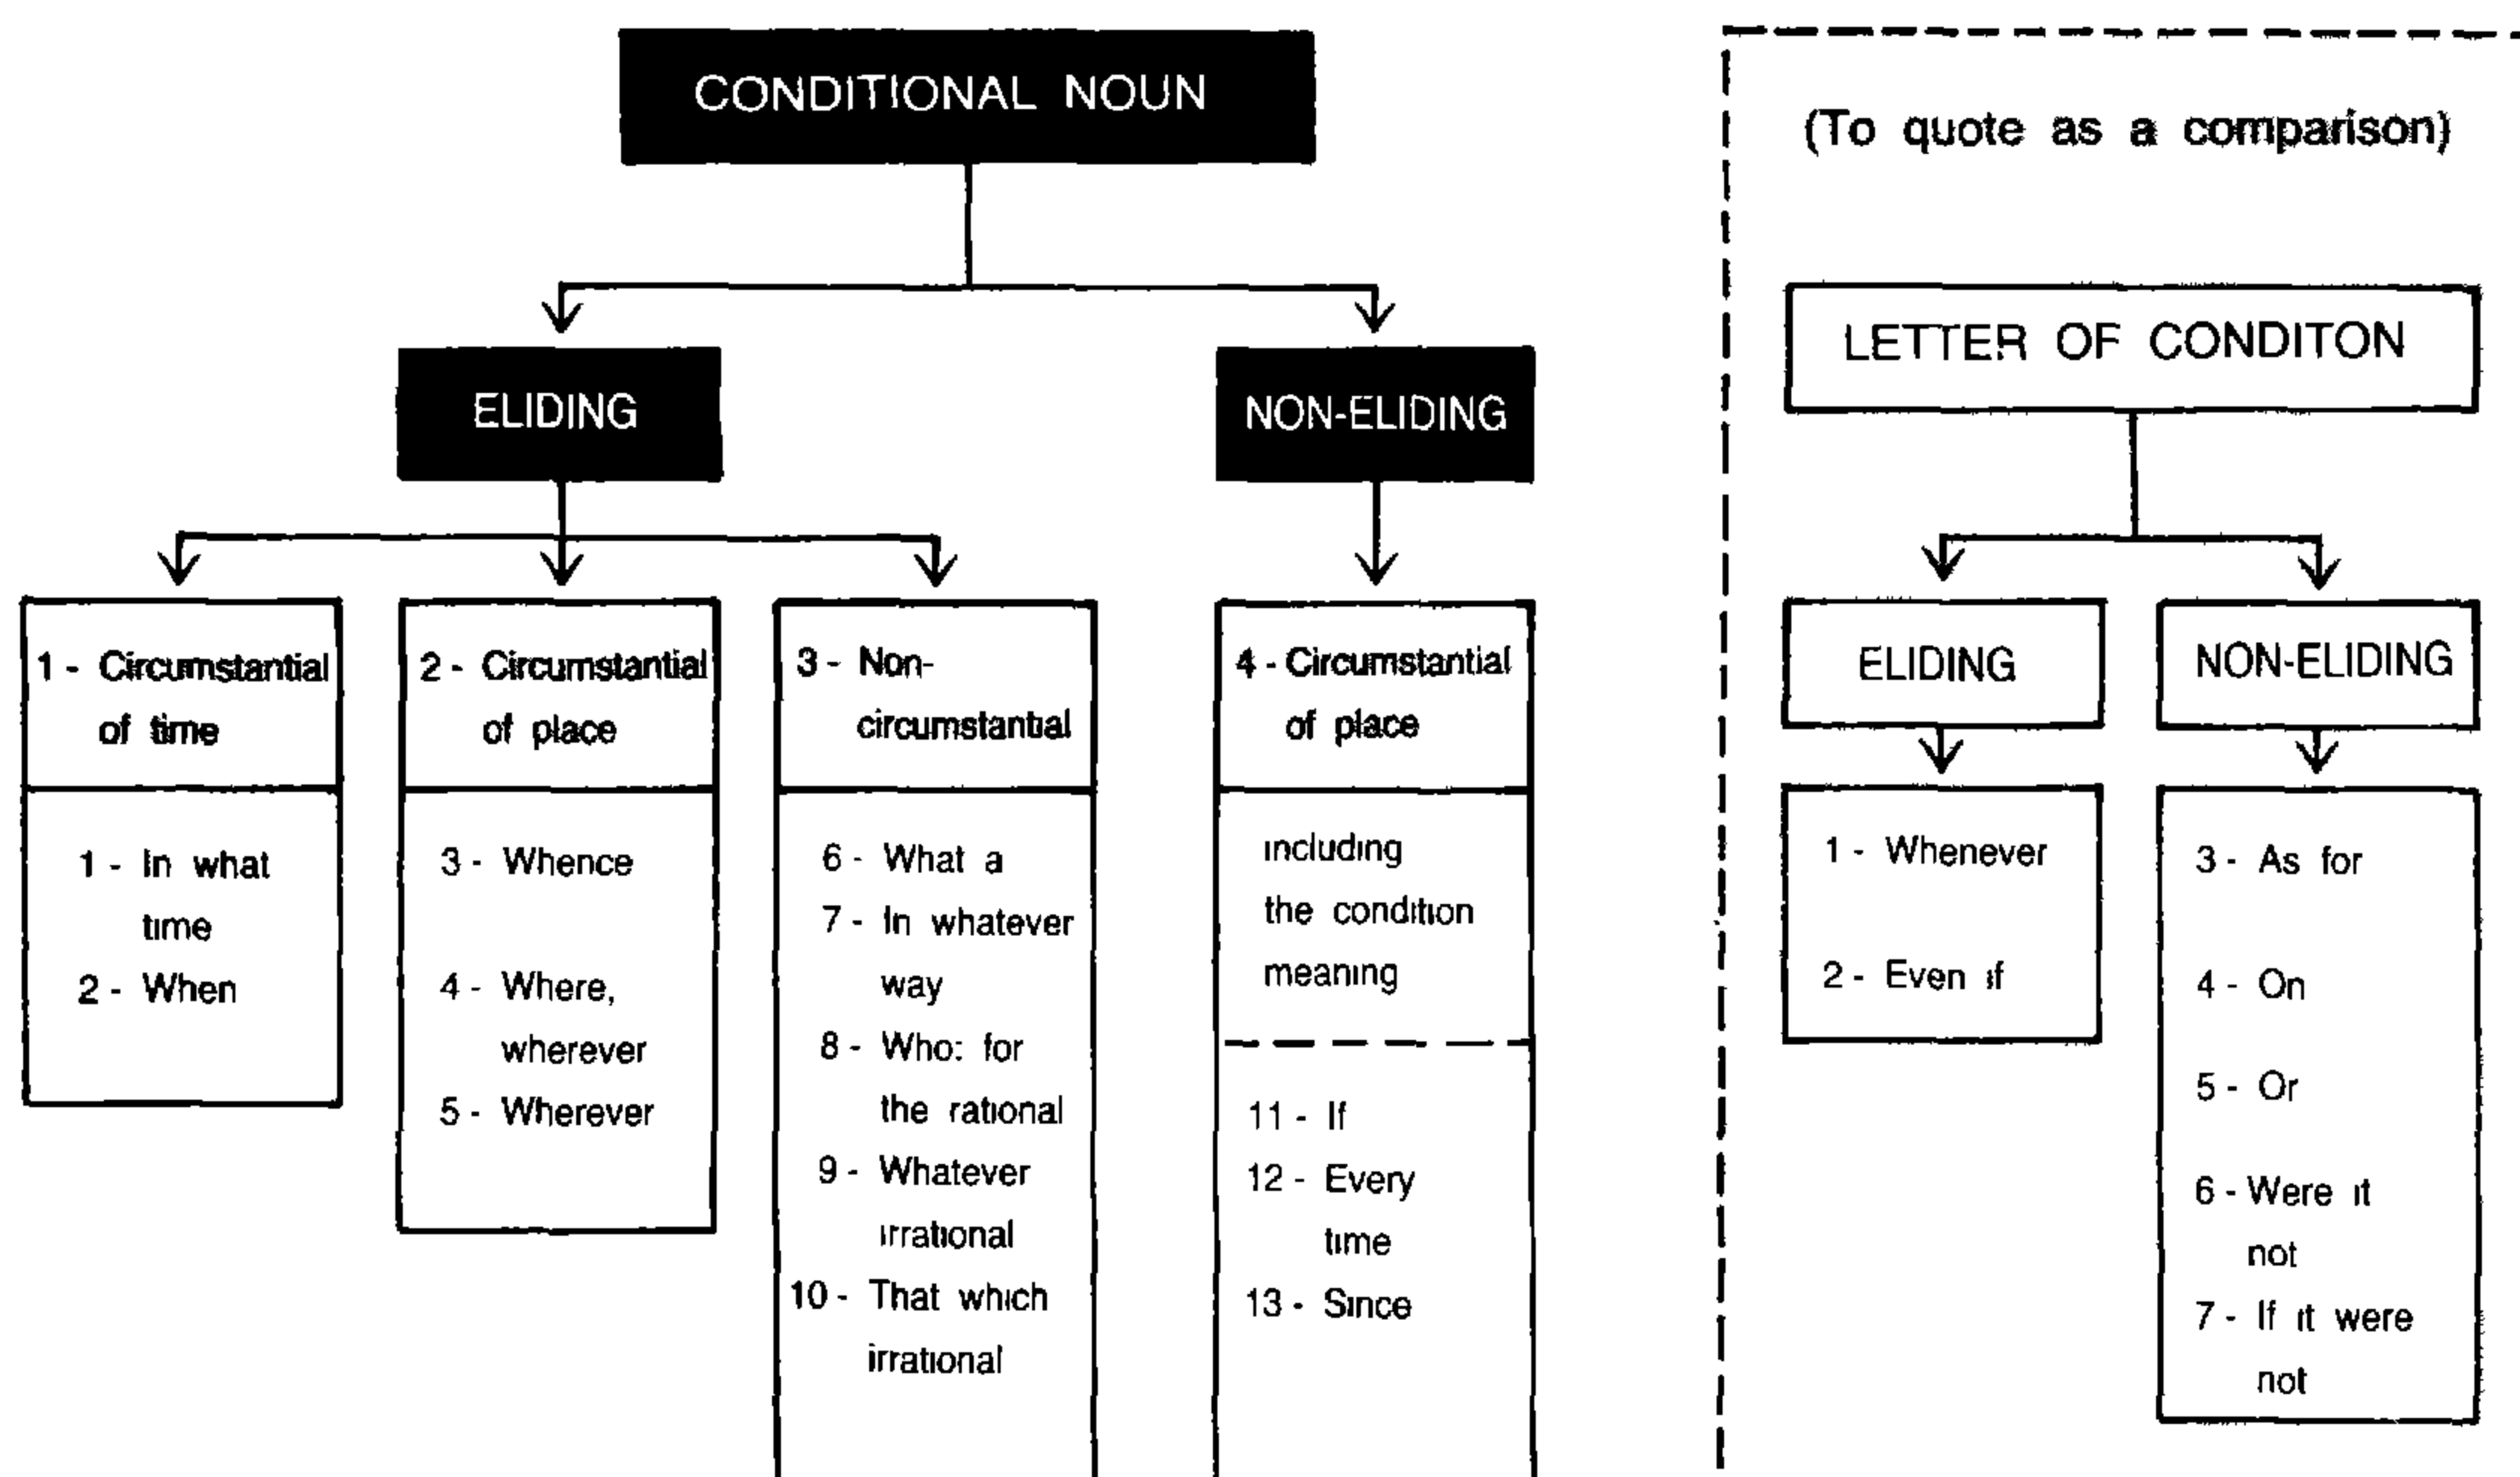 CONDITIONAL NOUN
ELIDING
NON-ELIDING
1 - Circumstantial
of time
1 - In what
time
2 - When
2 - Circumstantial
of place
3 - Whence
4 - Where,
wherever
5 - Wherever
3 - Non-
circumstantial
6 - What a
7 - In whatever
way
8 - Who: for
the rational
9 - Whatever
irrational
10 - That which
irrational
4 - Circumstantial
of place
including
the condition
meaning
11 - If
12 - Every
time
13 - Since
(To quote as a comparison)
LETTER OF CONDITON
ELIDING
NON-ELIDING
1 - Whenever
2 - Even if
3 - As for
4 - On
5 - Or
6 - Were it
not
7 - If it were
not